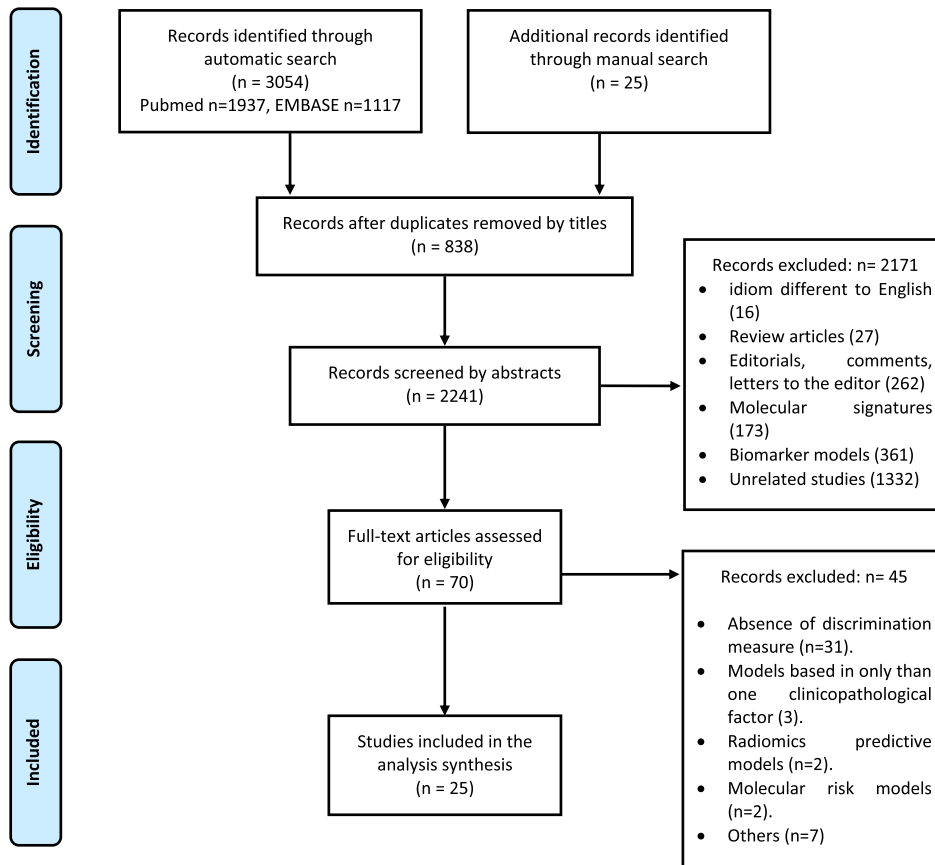 Identification
Records identified through
automatic search
(n = 3054)
Pubmed n=1937, EMBASE n=1117
Additional records identified
through manual search
(n = 25)
Records after duplicates removed by titles
(n = 838)
Screening
Records screened by abstracts
(n = 2241)
Records excluded: n= 2171
• idiom different to English
(16)
• Review articles (27)
• Editorials, comments,
letters to the editor (262)
• Molecular signatures
(173)
• Biomarker models (361)
• Unrelated studies (1332)
Eligibility
Full-text articles assessed
for eligibility
(n = 70)
Records excluded: n= 45
• Absence of discrimination
measure (n=31).
• Models based in only than
one clinicopathological
factor (3).
• Radiomics predictive
models (n=2).
• Molecular risk models
(n=2).
• Others (n=7)
Included
Studies included in the
analysis synthesis
(n = 25)